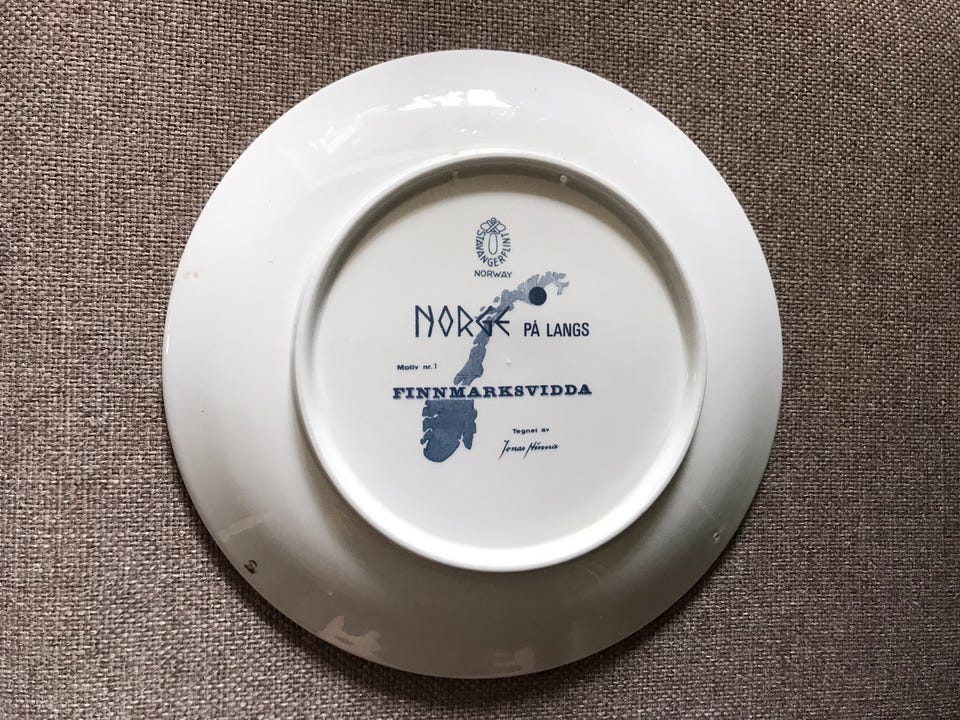 STAVANGERFLINT
NORWAY
NORGE PÅ LANGS
Motiv nr. 1
FINNMARKSVIDDA
Tegnet av
Jonas Hinna